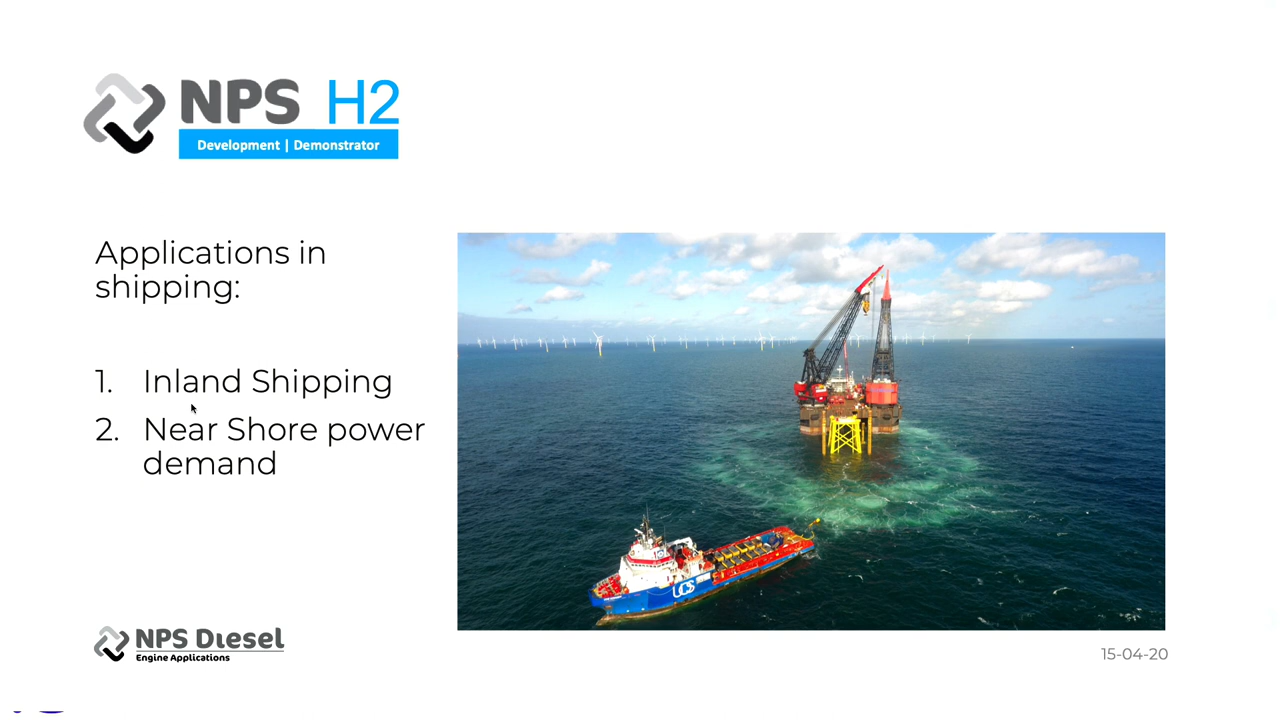 NPS H2
Development | Demonstrator
Applications in
shipping:
1. Inland Shipping
2. Near Shore power
demand
UCS
NPS Diesel
Engine Applications
15-04-20